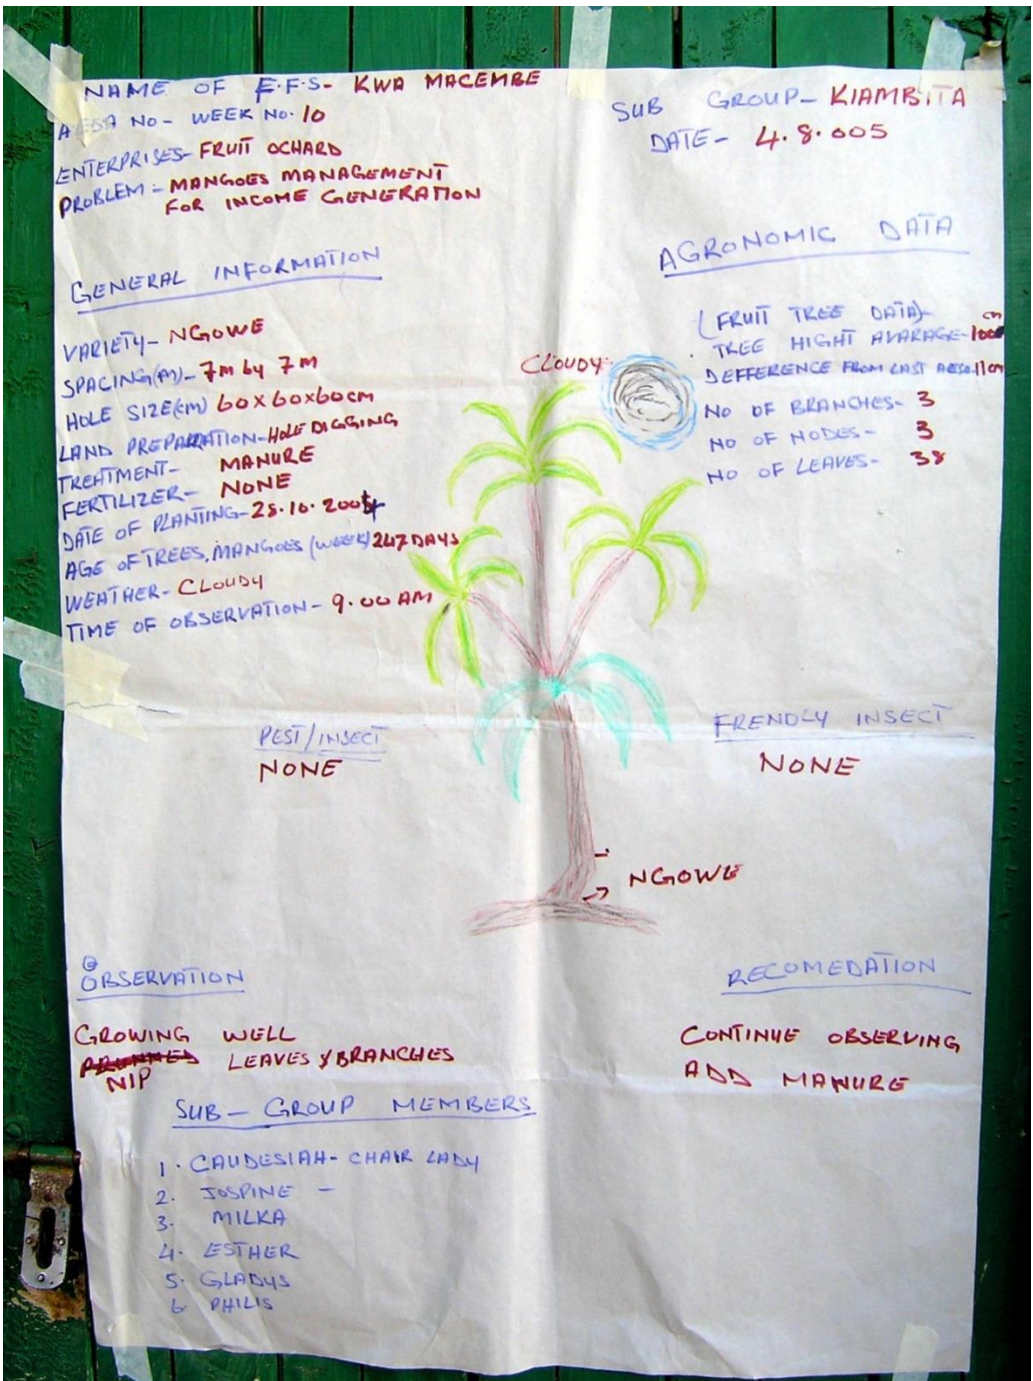 NAME OF F.F.S- KWA MACEMBE
AESA NO- WEEK NO. 10
ENTERPRISES- FRUIT OCHARD
PROBLEM:- MANGOES MANAGEMENT
FOR INCOME GENERATION
SUB GROUP- KIAMBITA
DATE- 4.8.005
GENERAL INFORMATION
VARIETY- NGOWE
SPACING(M)- 7m by 7m
HOLE SIZE(cm) 60x60x60cm
LAND PREPARATION- HOLE DIGGING
TREATMENT- MANURE
FERTILIZER- NONE
DATE OF PLANTING- 28.10.2004
AGE OF TREES, MANGOES (WEEK) 247 DAYS
WEATHER- CLOUDY
TIME OF OBSERVATION- 9.00 AM
AGRONOMIC DATA
(FRUIT TREE DATA)-
TREE HIGHT AVARAGE- 100 cm
DEFFERENCE FROM LAST AESA. 11cm
NO OF BRANCHES- 3
NO OF NODES- 3
NO OF LEAVES- 38
CLOUDY
PEST/INSECT
NONE
FRENDLY INSECT
NONE
NGOWE
OBSERVATION
GROWING WELL
LEAVES & BRANCHES
NIP
RECOMEDATION
CONTINUE OBSERVING
ADD MANURE
SUB- GROUP MEMBERS
1. CAUDESIAH- CHAIR LADY
2. JOSPINE -
3. MILKA
4. ESTHER
5. GLADYS
6. PHILIS